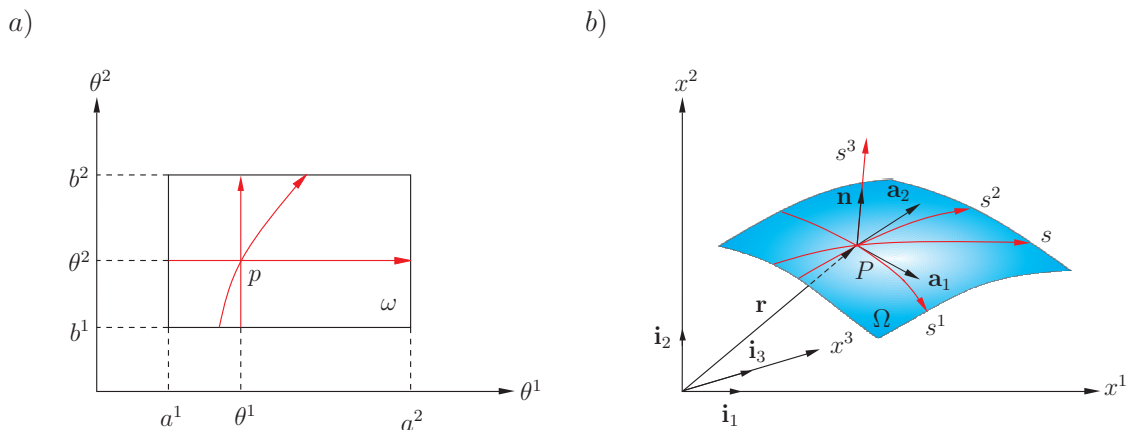 a)
θ²
b²
θ²
p
ω
b¹
θ¹
a¹
θ¹
a²
b)
x²
s³
n
a₂
s²
s
P
a₁
r
Ω
s¹
i₂
x³
i₃
x¹
i₁